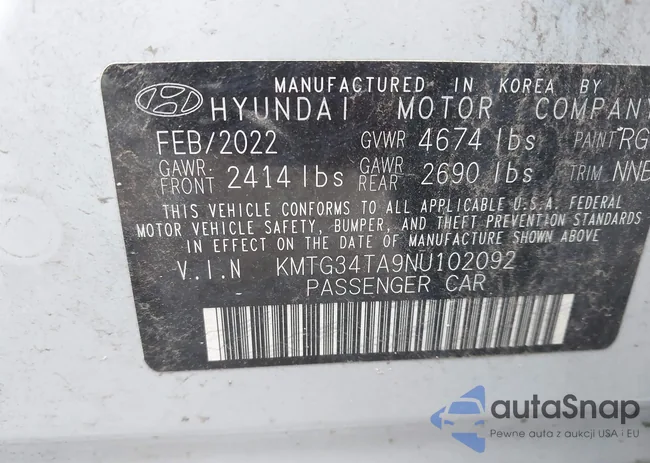 MANUFACTURED IN KOREA BY
HYUNDAI MOTOR COMPANY
FEB/2022 GVWR 4674 lbs PAINT RG
GAWR FRONT 2414 lbs GAWR REAR 2690 lbs TRIM NNB
THIS VEHICLE CONFORMS TO ALL APPLICABLE U.S.A. FEDERAL
MOTOR VEHICLE SAFETY, BUMPER, AND THEFT PREVENTION STANDARDS
IN EFFECT ON THE DATE OF MANUFACTURE SHOWN ABOVE
V.I.N KMTG34TA9NU102092
PASSENGER CAR
autaSnap
Pewne auta z aukcji USA i EU